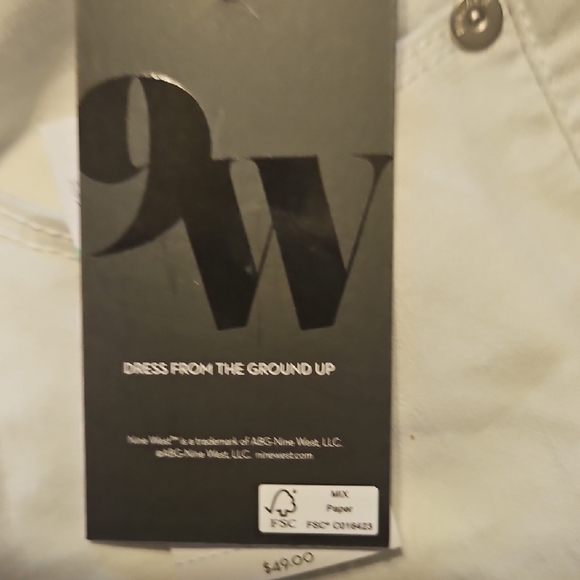 9W
DRESS FROM THE GROUND UP
Nine West™ is a trademark of ABG-Nine West, LLC.
©ABG-Nine West, LLC. ninewest.com
FSC
MIX
Paper
FSC® C016423
$49.00